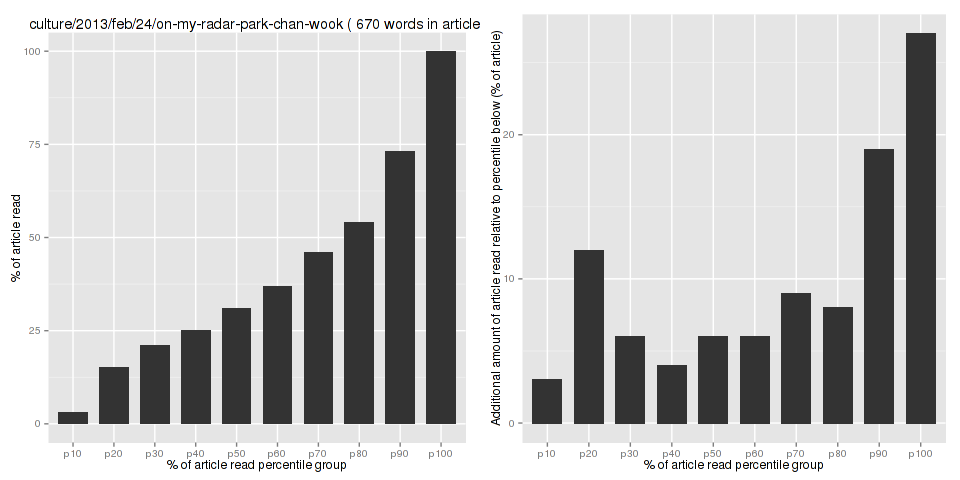 culture/2013/feb/24/on-my-radar-park-chan-wook ( 670 words in article
% of article read
100
75
50
25
0
p10 p20 p30 p40 p50 p60 p70 p80 p90 p100
% of article read percentile group
Additional amount of article read relative to percentile below (% of article)
20
10
0
p10 p20 p30 p40 p50 p60 p70 p80 p90 p100
% of article read percentile group